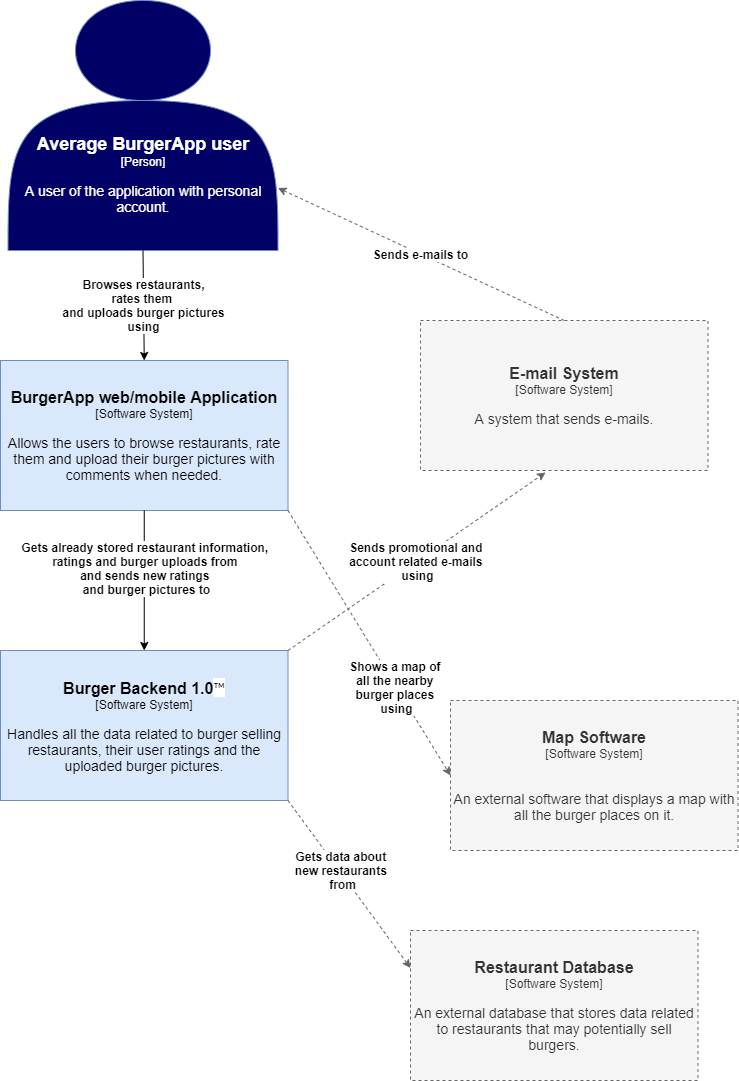 Average BurgerApp user
[Person]
A user of the application with personal
account.
Sends e-mails to
Browses restaurants,
rates them
and uploads burger pictures
using
E-mail System
[Software System]
A system that sends e-mails.
BurgerApp web/mobile Application
[Software System]
Allows the users to browse restaurants, rate
them and upload their burger pictures with
comments when needed.
Gets already stored restaurant information,
ratings and burger uploads from
and sends new ratings
and burger pictures to
Sends promotional and
account related e-mails
using
Burger Backend 1.0™
[Software System]
Handles all the data related to burger selling
restaurants, their user ratings and the
uploaded burger pictures.
Shows a map of
all the nearby
burger places
using
Map Software
[Software System]
An external software that displays a map with
all the burger places on it.
Gets data about
new restaurants
from
Restaurant Database
[Software System]
An external database that stores data related
to restaurants that may potentially sell
burgers.